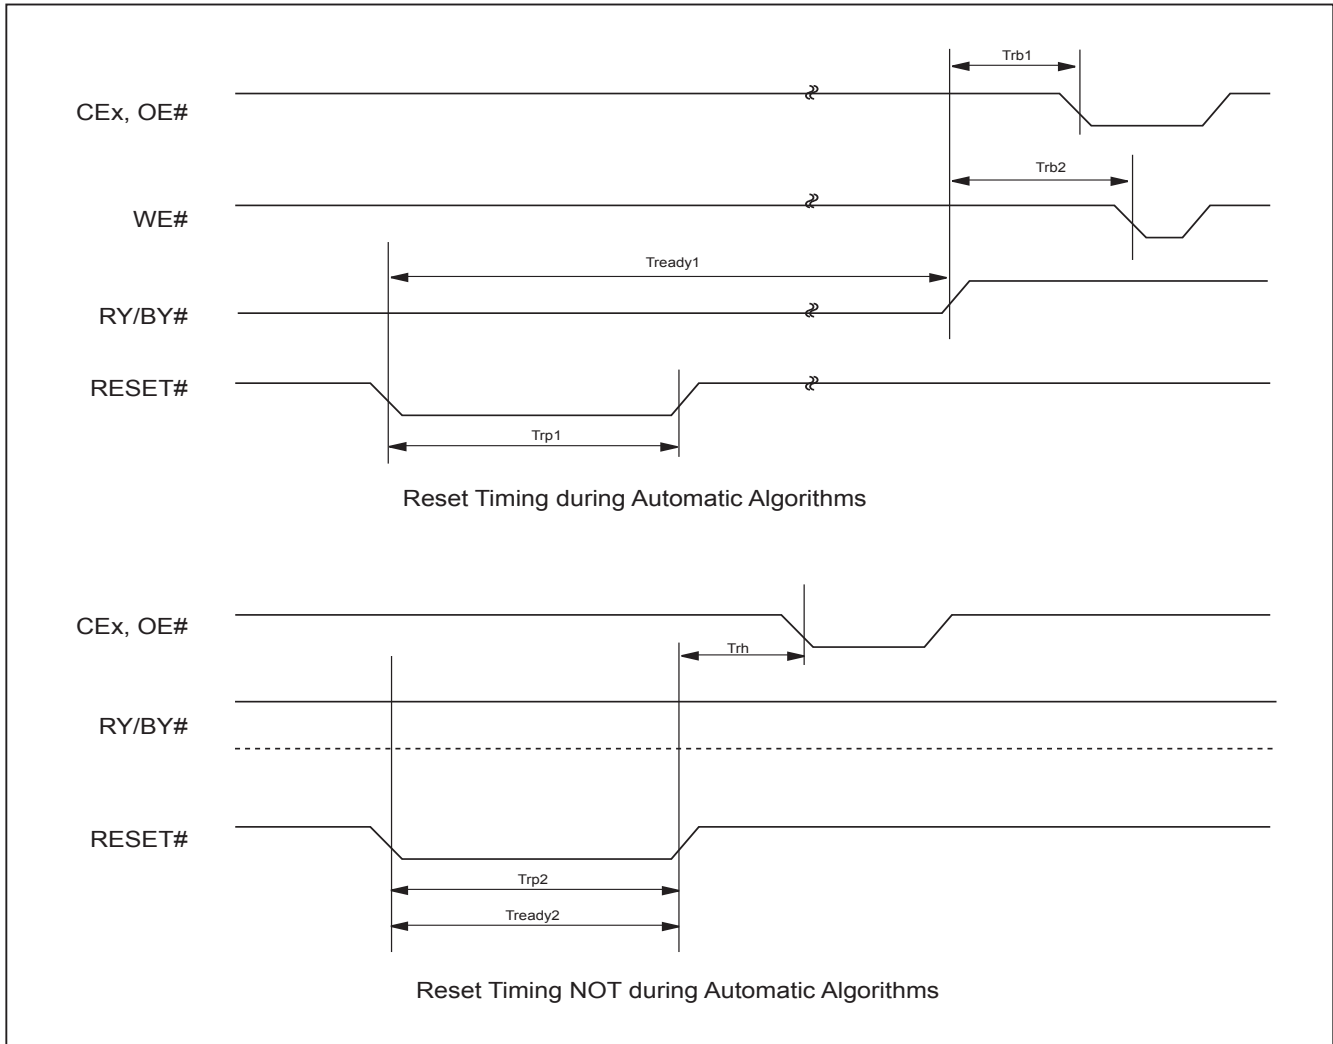 Trb1
CEx, OE#
Trb2
WE#
Tready1
RY/BY#
RESET#
Trp1
Reset Timing during Automatic Algorithms
CEx, OE#
Trh
RY/BY#
RESET#
Trp2
Tready2
Reset Timing NOT during Automatic Algorithms